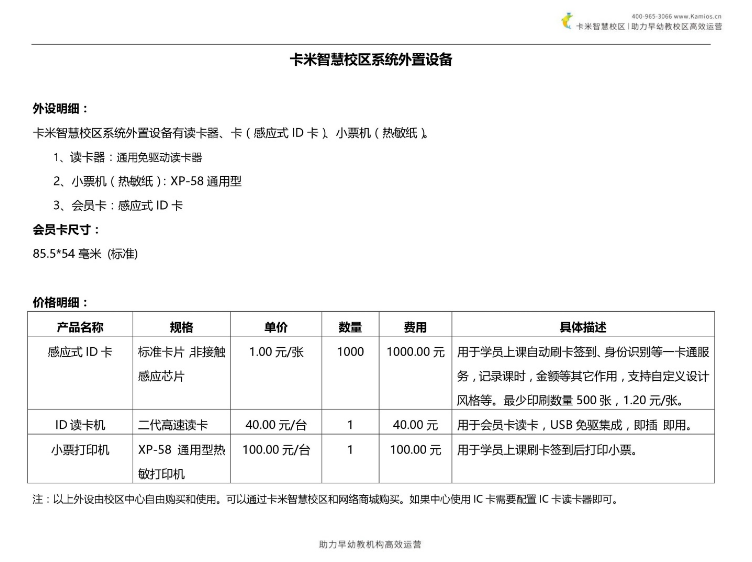 400-965-3086 www.Kamios.cn
卡米智慧校区 | 助力早幼教校区高效运营
卡米智慧校区系统外置设备
外设明细：
卡米智慧校区系统外置设备有读卡器、卡（感应式 ID 卡）、小票机（热敏纸）。
1、读卡器：通用免驱动读卡器
2、小票机（热敏纸）：XP-58 通用型
3、会员卡：感应式 ID 卡
会员卡尺寸：
85.5*54 毫米 (标准)
价格明细：
产品名称 规格 单价 数量 费用 具体描述
感应式 ID 卡 标准卡片 ,非接触 1.00 元/张 1000 1000.00 元 用于学员上课自动刷卡签到、身份识别等一卡通服
感应芯片 务，记录课时，金额等其它作用，支持自定义设计
风格等。最少印刷数量 500 张，1.20 元/张。
ID 读卡机 二代高速读卡 40.00 元/台 1 40.00 元 用于会员卡读卡，USB 免驱集成，即插 即用。
小票打印机 XP-58 通用型热 100.00 元/台 1 100.00 元 用于学员上课刷卡签到后打印小票。
敏打印机
注：以上外设由校区中心自由购买和使用。可以通过卡米智慧校区和网络商城购买。如果中心使用 IC 卡需要配置 IC 卡读卡器即可。
助力早幼教机构高效运营